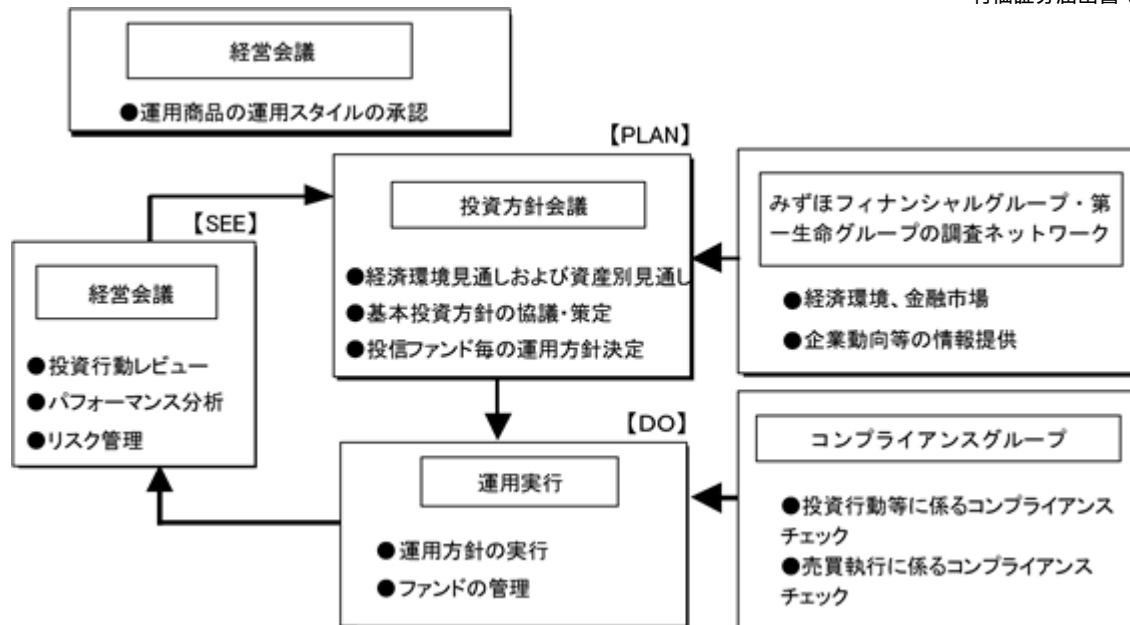 経営会議
●運用商品の運用スタイルの承認
【PLAN】
投資方針会議
●経済環境見通しおよび資産別見通し
●基本投資方針の協議・策定
●投信ファンド毎の運用方針決定
みずほフィナンシャルグループ・第
一生命グループの調査ネットワーク
●経済環境、金融市場
●企業動向等の情報提供
【SEE】
経営会議
●投資行動レビュー
●パフォーマンス分析
●リスク管理
【DO】
運用実行
●運用方針の実行
●ファンドの管理
コンプライアンスグループ
●投資行動等に係るコンプライアンス
チェック
●売買執行に係るコンプライアンス
チェック